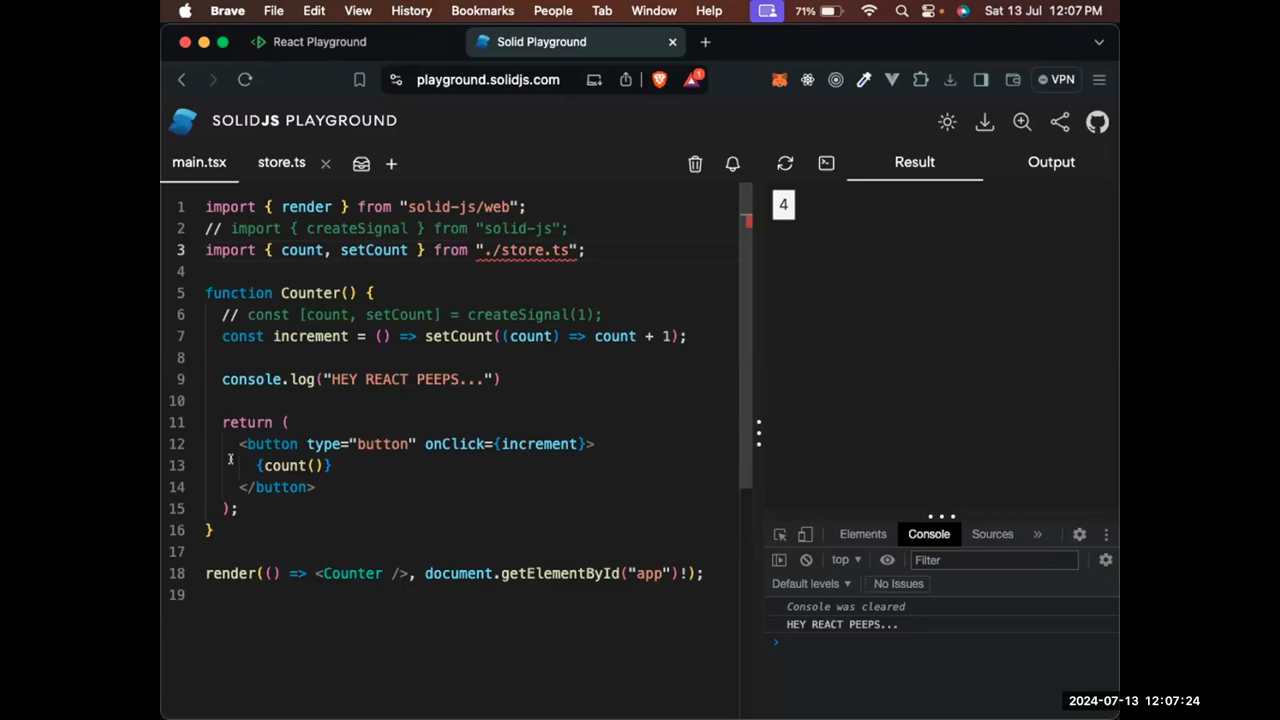 Brave File Edit View History Bookmarks People Tab Window Help 71% Sat 13 Jul 12:07 PM
React Playground Solid Playground
playground.solidjs.com 1 VPN
SOLIDJS PLAYGROUND
main.tsx store.ts Result Output
1 import { render } from "solid-js/web";
2 // import { createSignal } from "solid-js";
3 import { count, setCount } from "./store.ts";
4
5 function Counter() {
6 // const [count, setCount] = createSignal(1);
7 const increment = () => setCount((count) => count + 1);
8
9 console.log("HEY REACT PEEPS...")
10
11 return (
12 <button type="button" onClick={increment}>
13 {count()}
14 </button>
15 );
16 }
17
18 render(() => <Counter />, document.getElementById("app")!);
19
4
Elements Console Sources »
top Filter
Default levels No Issues
Console was cleared
HEY REACT PEEPS...
2024-07-13 12:07:24